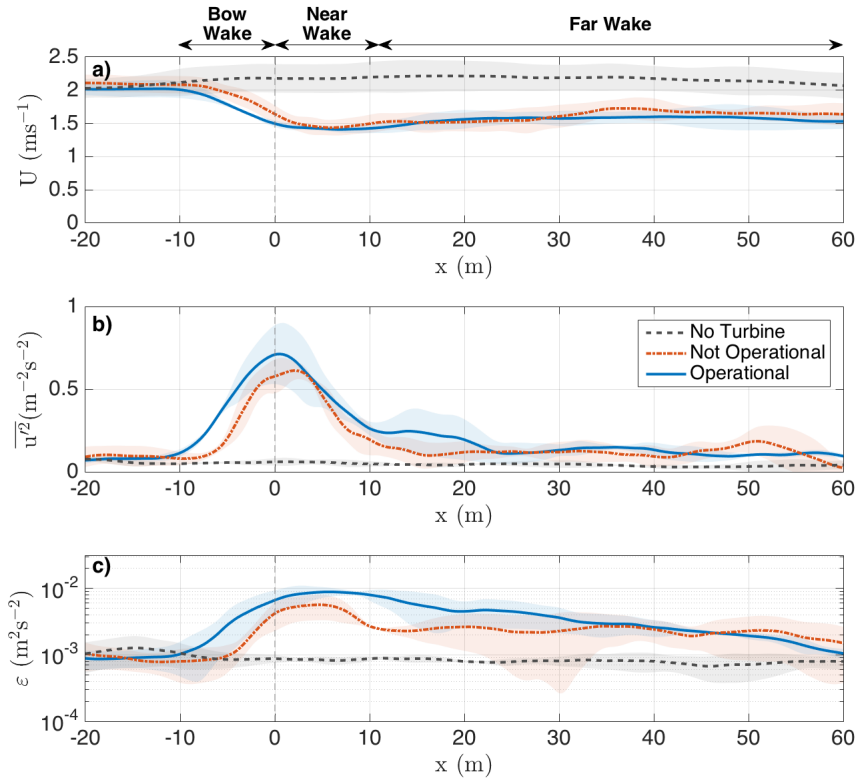 Bow Wake
Near Wake
Far Wake
a)
2.5
2
1.5
1
0.5
0
U (ms⁻¹)
-20 -10 0 10 20 30 40 50 60
x (m)
b)
1
0.5
0
u′² (m⁻²s⁻²)
No Turbine
Not Operational
Operational
-20 -10 0 10 20 30 40 50 60
x (m)
c)
10⁻²
10⁻³
10⁻⁴
ε (m²s⁻²)
-20 -10 0 10 20 30 40 50 60
x (m)